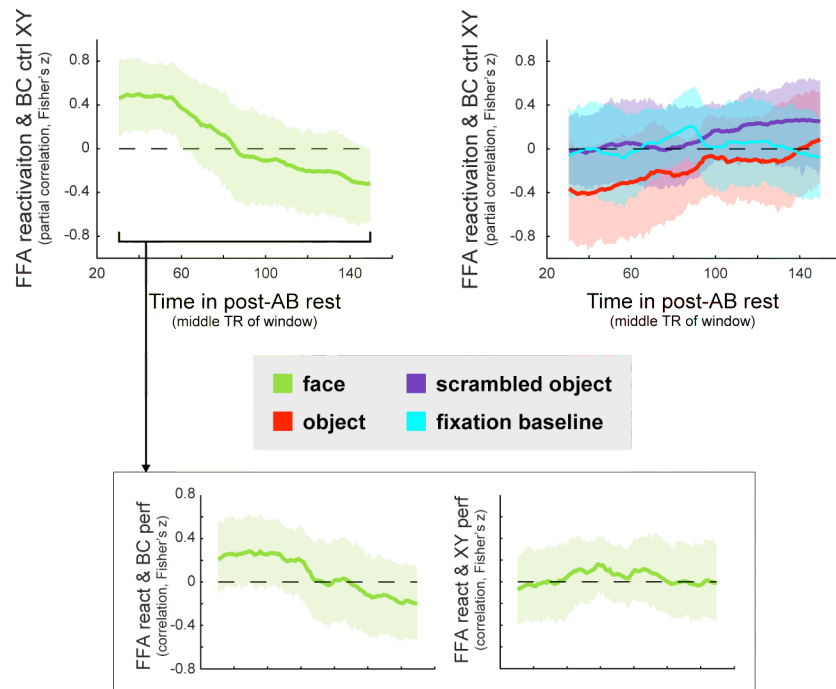 FFA reactivation & BC ctrl XY
(partial correlation, Fisher's z)
0.8
0.4
0
-0.4
-0.8
20
60
100
140
Time in post-AB rest
(middle TR of window)
FFA reactivaiton & BC ctrl XY
(partial correlation, Fisher's z)
0.8
0.4
0
-0.4
-0.8
20
60
100
140
Time in post-AB rest
(middle TR of window)
face
scrambled object
object
fixation baseline
FFA react & BC perf
(correlation, Fisher's z)
0.8
0.4
0
-0.4
-0.8
FFA react & XY perf
(correlation, Fisher's z)